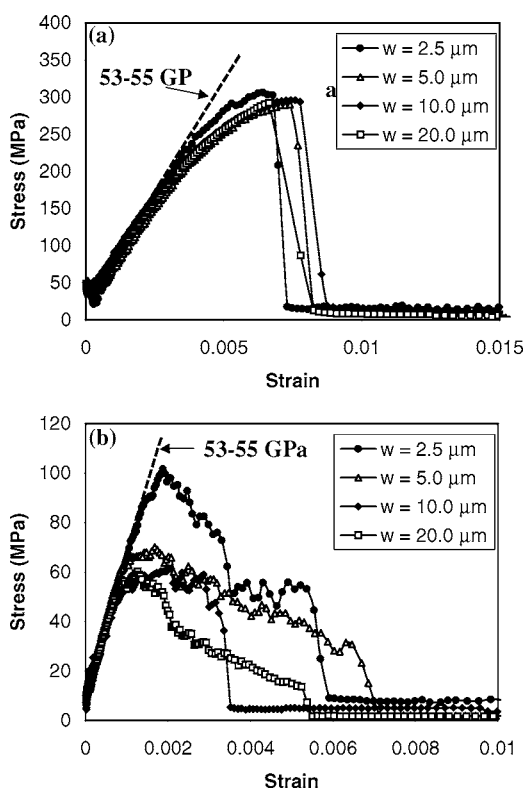 (a)
53-55 GP
a
w = 2.5 µm
w = 5.0 µm
w = 10.0 µm
w = 20.0 µm
Stress (MPa)
400
350
300
250
200
150
100
50
0
0
0.005
0.01
0.015
Strain
(b)
53-55 GPa
w = 2.5 µm
w = 5.0 µm
w = 10.0 µm
w = 20.0 µm
Stress (MPa)
120
100
80
60
40
20
0
0
0.002
0.004
0.006
0.008
0.01
Strain